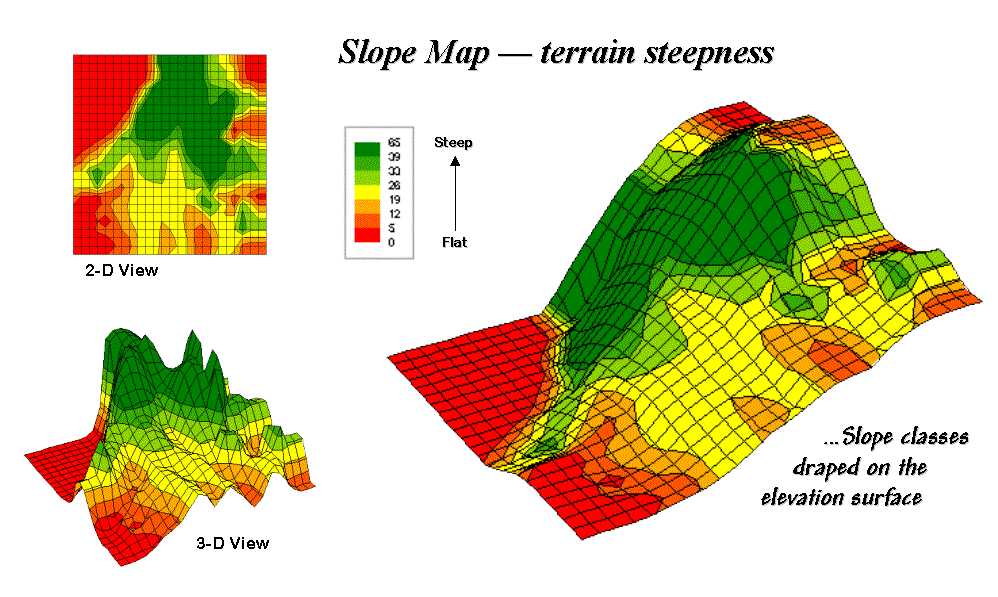 Slope Map — terrain steepness
65
39
30
26
19
12
5
0
Steep
Flat
2-D View
3-D View
...Slope classes
draped on the
elevation surface